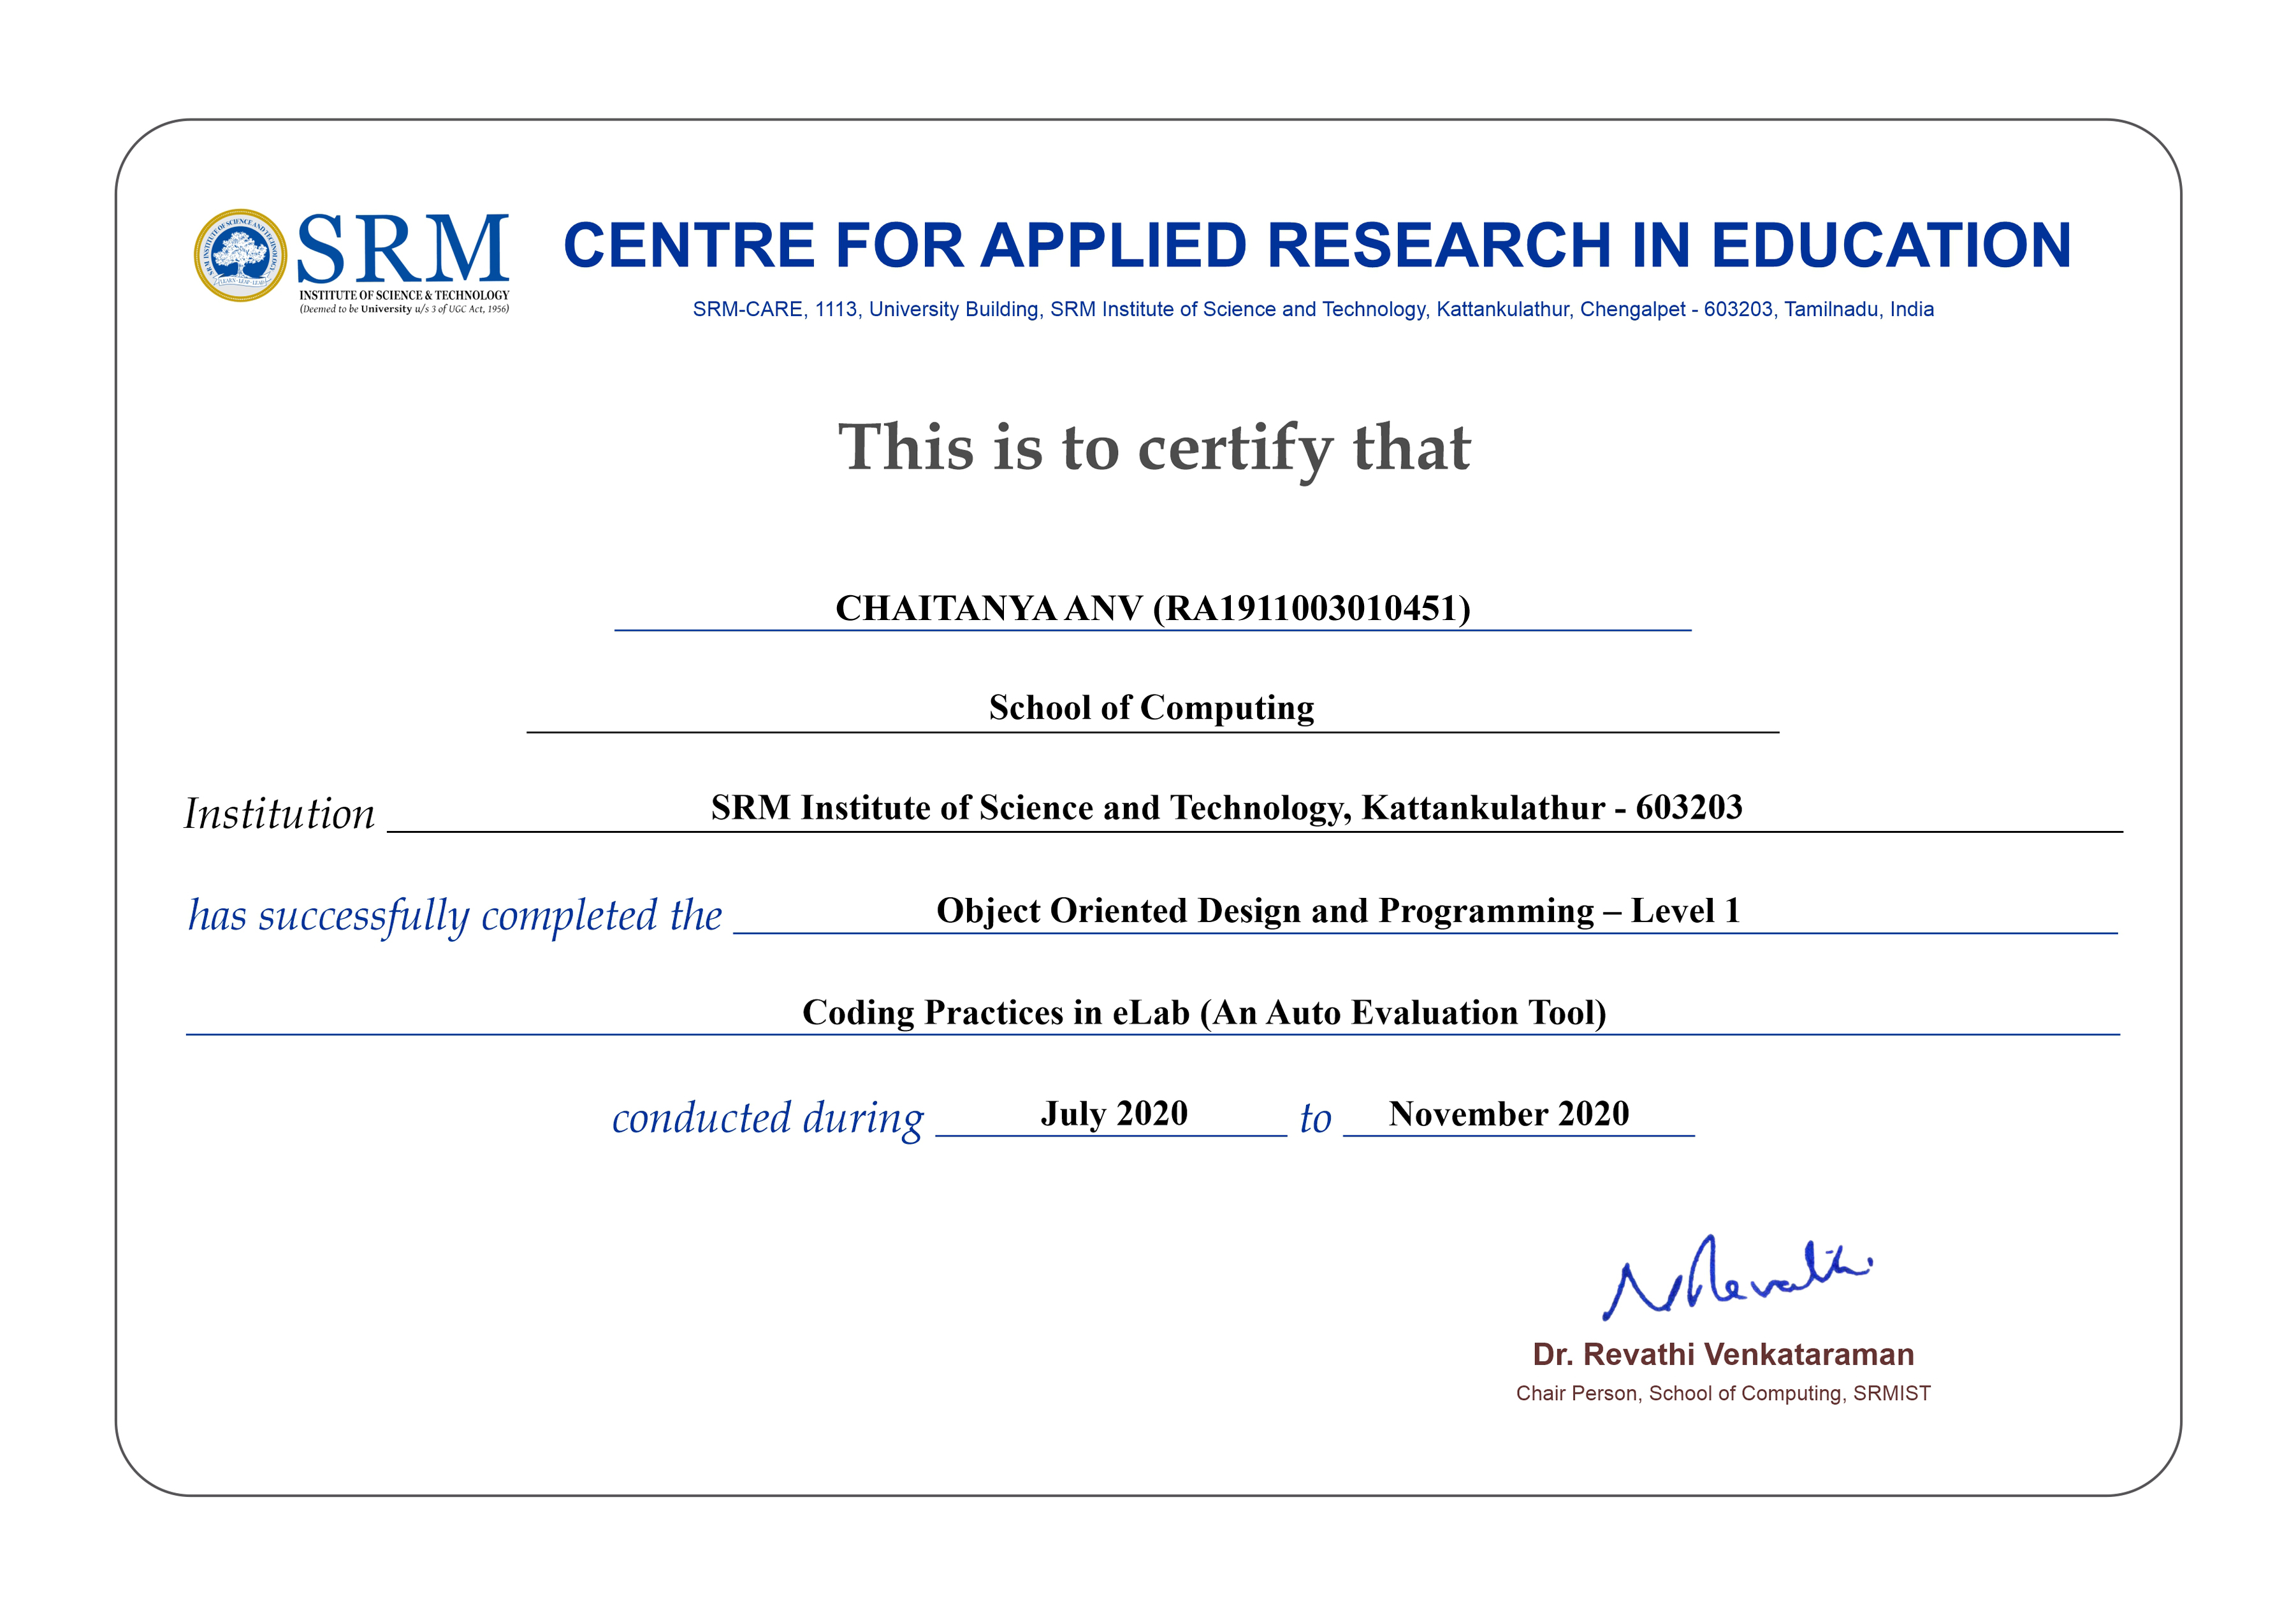 SRM INSTITUTE OF SCIENCE AND TECHNOLOGY
LEARN - LEAP - LEAD
SRM
INSTITUTE OF SCIENCE & TECHNOLOGY
(Deemed to be University u/s 3 of UGC Act, 1956)
CENTRE FOR APPLIED RESEARCH IN EDUCATION
SRM-CARE, 1113, University Building, SRM Institute of Science and Technology, Kattankulathur, Chengalpet - 603203, Tamilnadu, India
This is to certify that
CHAITANYA ANV (RA1911003010451)
School of Computing
Institution SRM Institute of Science and Technology, Kattankulathur - 603203
has successfully completed the Object Oriented Design and Programming – Level 1
Coding Practices in eLab (An Auto Evaluation Tool)
conducted during July 2020 to November 2020
N Revathi
Dr. Revathi Venkataraman
Chair Person, School of Computing, SRMIST